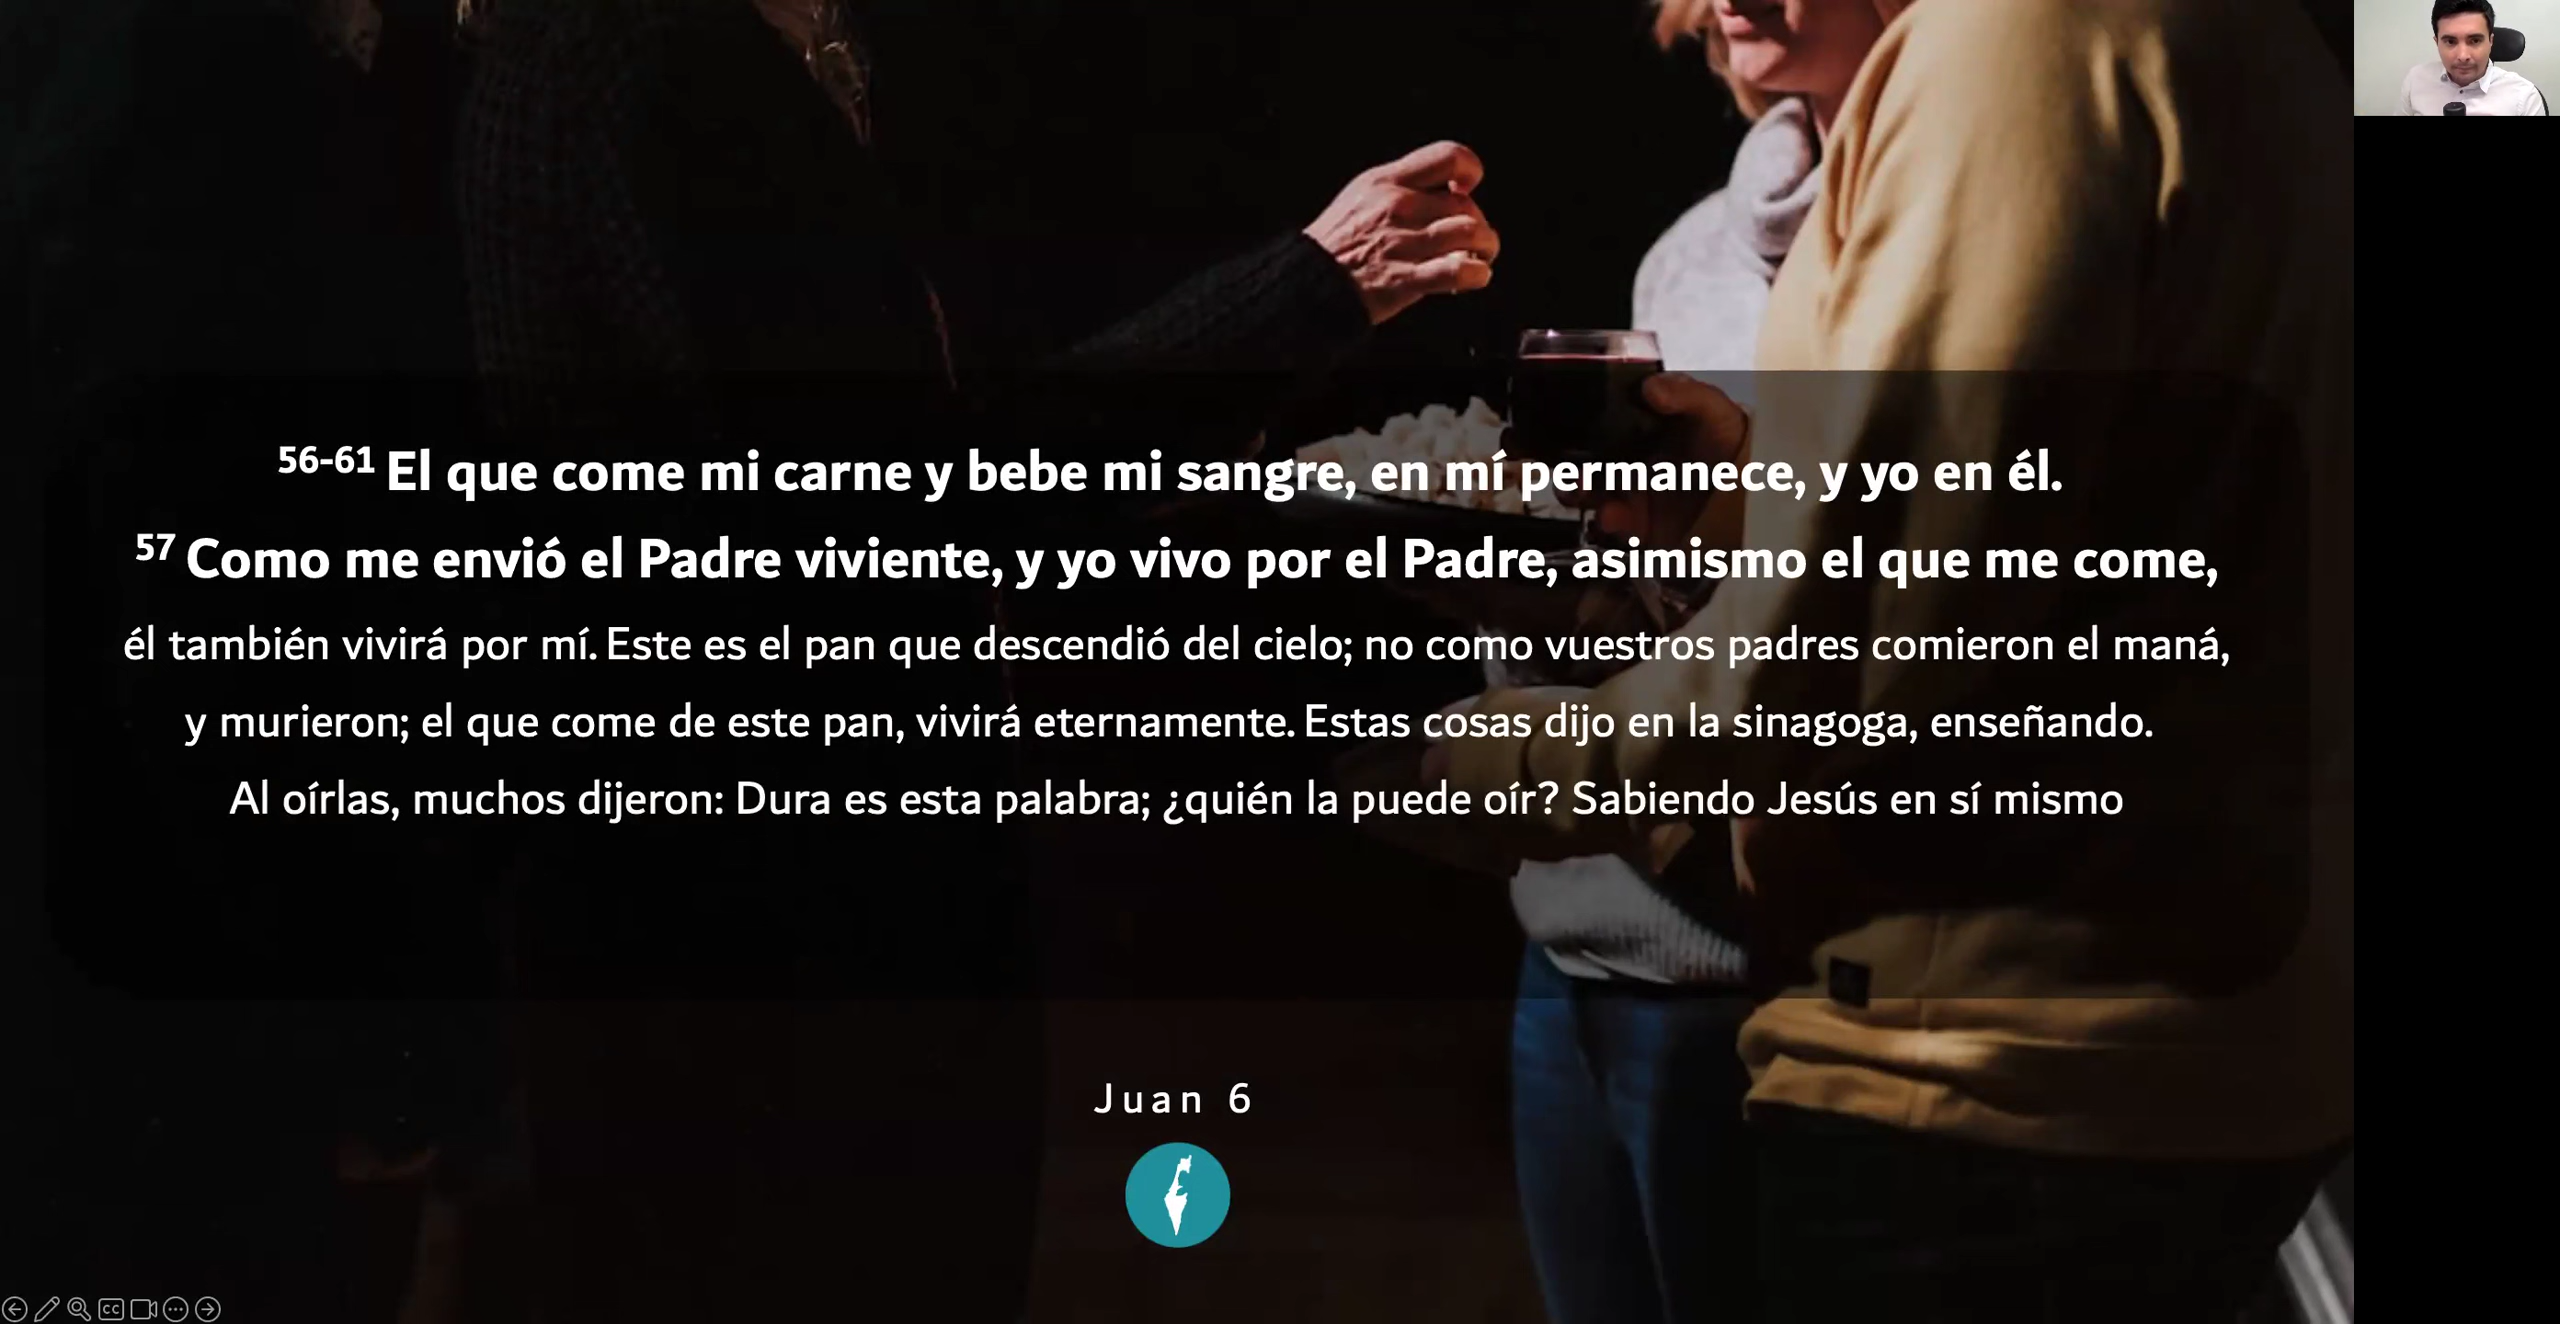 56-61 El que come mi carne y bebe mi sangre, en mí permanece, y yo en él.
57 Como me envió el Padre viviente, y yo vivo por el Padre, asimismo el que me come,
él también vivirá por mí. Este es el pan que descendió del cielo; no como vuestros padres comieron el maná,
y murieron; el que come de este pan, vivirá eternamente. Estas cosas dijo en la sinagoga, enseñando.
Al oírlas, muchos dijeron: Dura es esta palabra; ¿quién la puede oír? Sabiendo Jesús en sí mismo
Juan 6
CC